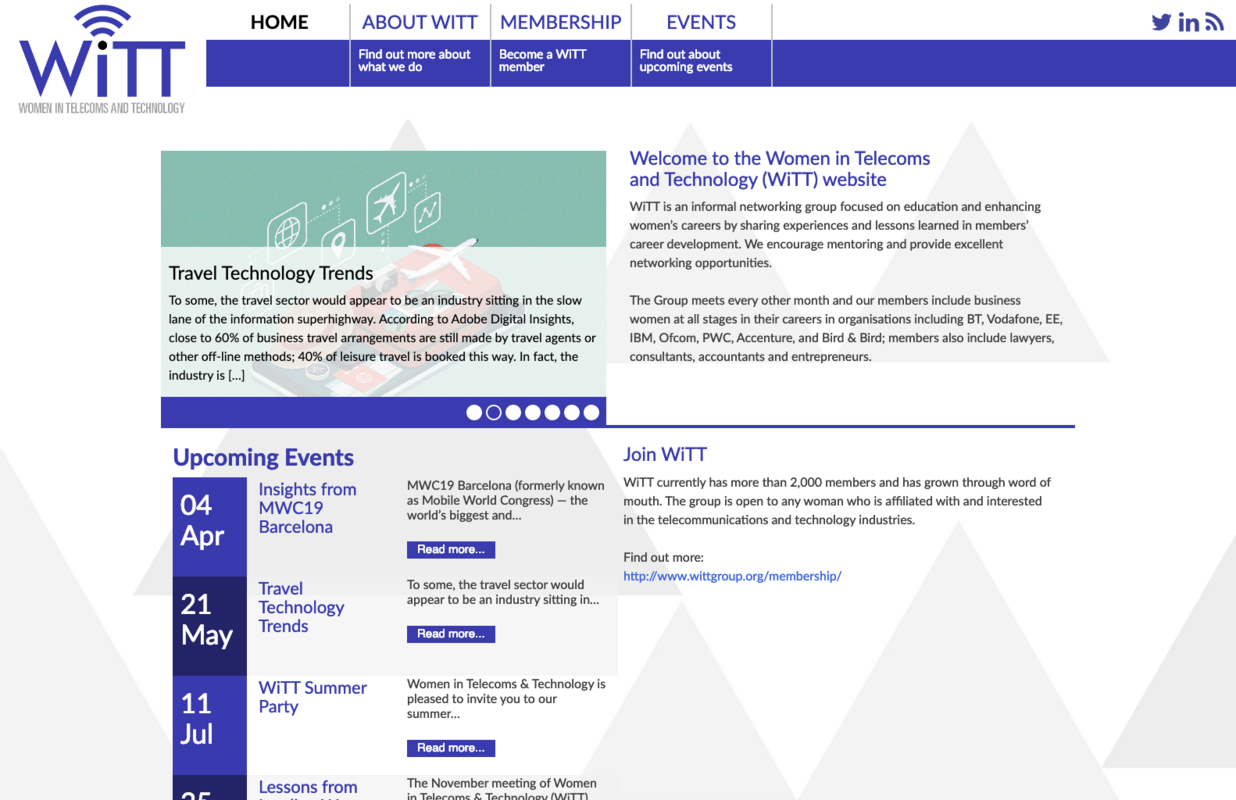 WiTT
WOMEN IN TELECOMS AND TECHNOLOGY
HOME
ABOUT WITT
MEMBERSHIP
EVENTS
Find out more about
what we do
Become a WiTT
member
Find out about
upcoming events
Travel Technology Trends
To some, the travel sector would appear to be an industry sitting in the slow
lane of the information superhighway. According to Adobe Digital Insights,
close to 60% of business travel arrangements are still made by travel agents or
other off-line methods; 40% of leisure travel is booked this way. In fact, the
industry is [...]
Welcome to the Women in Telecoms
and Technology (WiTT) website
WiTT is an informal networking group focused on education and enhancing
women's careers by sharing experiences and lessons learned in members'
career development. We encourage mentoring and provide excellent
networking opportunities.
The Group meets every other month and our members include business
women at all stages in their careers in organisations including BT, Vodafone, EE,
IBM, Ofcom, PWC, Accenture, and Bird & Bird; members also include lawyers,
consultants, accountants and entrepreneurs.
Upcoming Events
04
Apr
Insights from
MWC19
Barcelona
MWC19 Barcelona (formerly known
as Mobile World Congress) — the
world's biggest and...
Read more...
21
May
Travel
Technology
Trends
To some, the travel sector would
appear to be an industry sitting in...
Read more...
11
Jul
WiTT Summer
Party
Women in Telecoms & Technology is
pleased to invite you to our
summer...
Read more...
Lessons from
The November meeting of Women
in Telecoms & Technology (WiTT)
Join WiTT
WiTT currently has more than 2,000 members and has grown through word of
mouth. The group is open to any woman who is affiliated with and interested
in the telecommunications and technology industries.
Find out more:
http://www.wittgroup.org/membership/